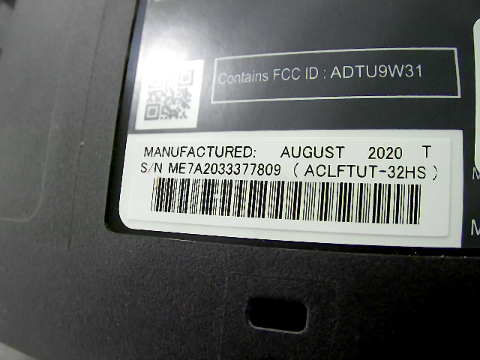 Contains FCC ID : ADTU9W31
MANUFACTURED: AUGUST 2020 T
S/N ME7A2033377809 ( ACLFTUT-32HS )